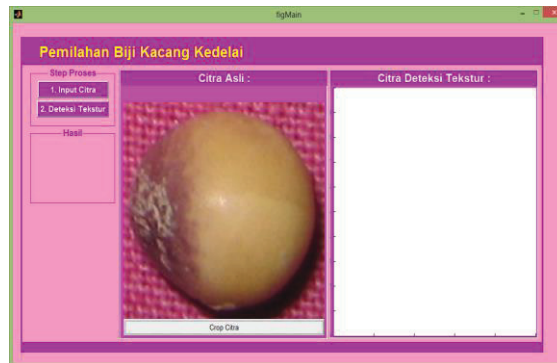 figMain
Pemilahan Biji Kacang Kedelai
Step Proses
1. Input Citra
2. Deteksi Tekstur
Hasil
Citra Asli :
Crop Citra
Citra Deteksi Tekstur :